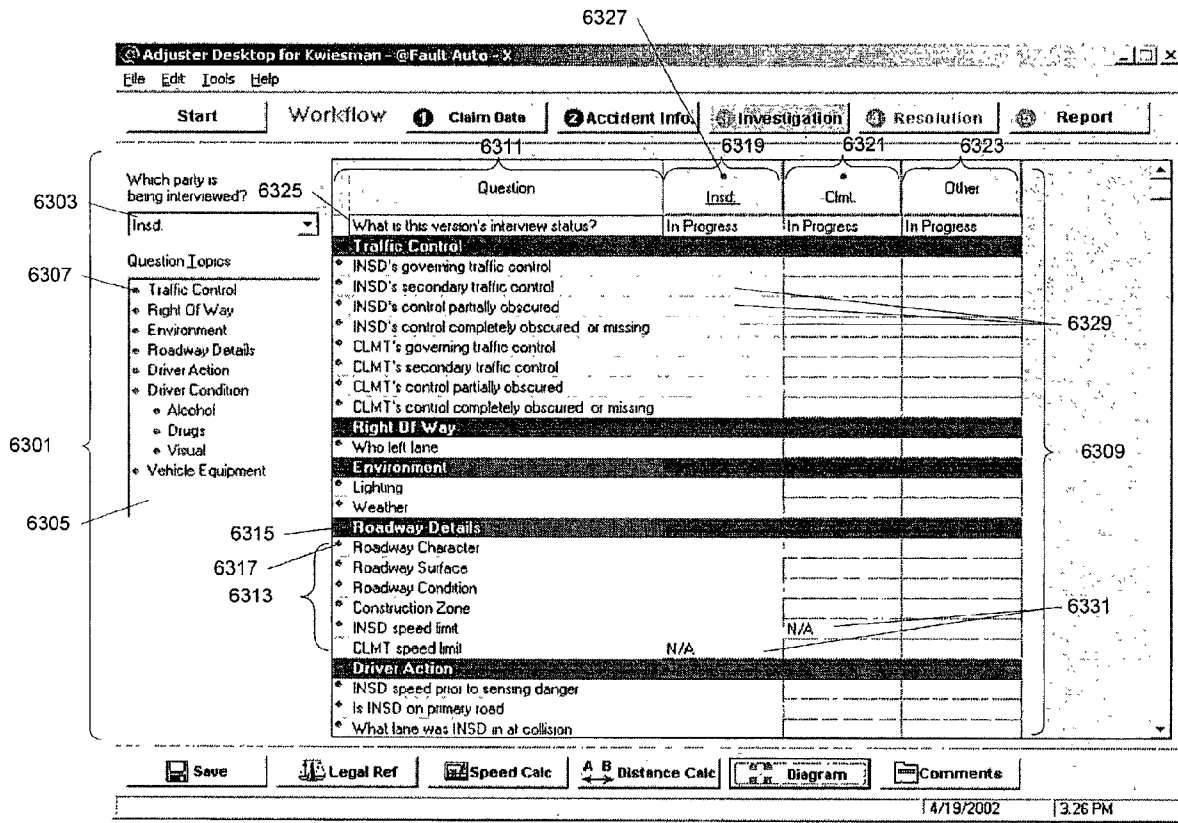 6327
@Adjuster Desktop for Kwiesman - @Fault Auto - X
File Edit Tools Help
Start Workflow 1 Claim Data 2 Accident Info. 3 Investigation 4 Resolution 5 Report
6311 6319 6321 6323
Which party is
being interviewed?
6325
6303
Insd.
Question Insd. Clmt. Other
What is this version's interview status? In Progress In Progress In Progress
Question Topics
6307
Traffic Control
Right Of Way
Environment
Roadway Details
Driver Action
Driver Condition
Alcohol
Drugs
Visual
Vehicle Equipment
6301
6305
Traffic Control
INSD's governing traffic control
INSD's secondary traffic control
INSD's control partially obscured
INSD's control completely obscured or missing
6329
CLMT's governing traffic control
CLMT's secondary traffic control
CLMT's control partially obscured
CLMT's control completely obscured or missing
Right Of Way
Who left lane
6309
Environment
Lighting
Weather
6315
Roadway Details
6317
Roadway Character
6313
Roadway Surface
Roadway Condition
Construction Zone
6331
INSD speed limit N/A
CLMT speed limit N/A
Driver Action
INSD speed prior to sensing danger
Is INSD on primary road
What lane was INSD in at collision
Save Legal Ref Speed Calc A B Distance Calc Diagram Comments
4/19/2002 3:26 PM